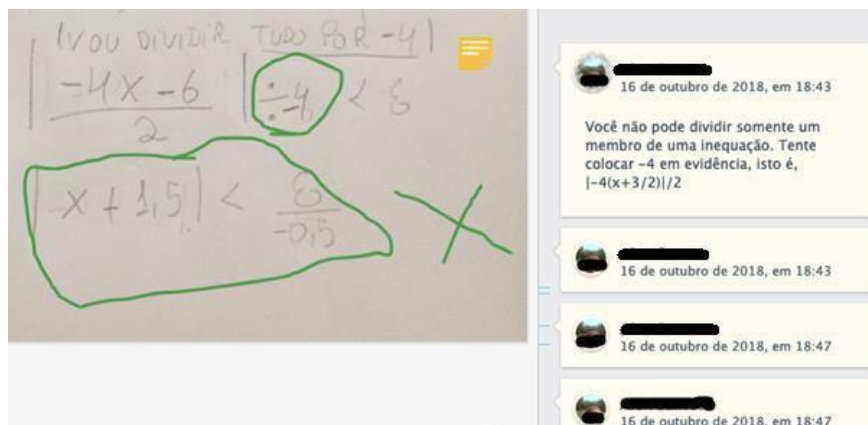 (VOU DIVIDIR TUDO POR -4)
|-4X -6 / 2| ÷-4 < ε
|X + 1,5| < ε / -0,5
16 de outubro de 2018, em 18:43
Você não pode dividir somente um
membro de uma inequação. Tente
colocar -4 em evidência, isto é,
|-4(x+3/2)|/2
16 de outubro de 2018, em 18:43
16 de outubro de 2018, em 18:47
16 de outubro de 2018, em 18:47